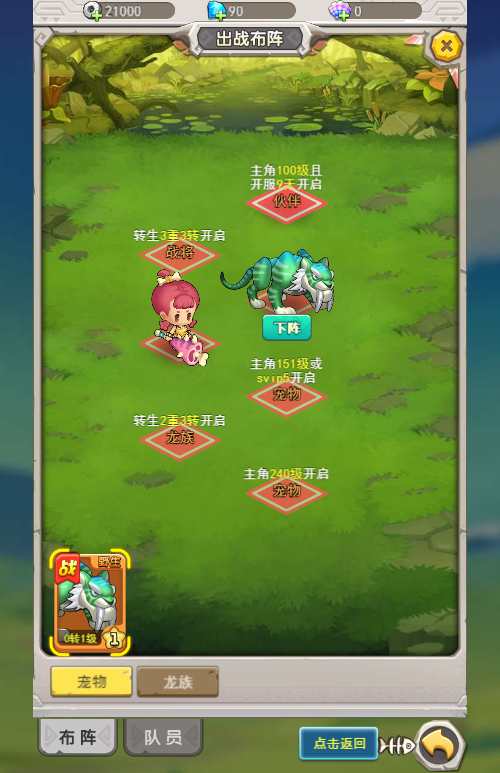 21000
90
0
出战布阵
主角100级且
开服9天开启
伙伴
转生3重3转开启
战将
下阵
主角151级或
svip5开启
宠物
转生2重3转开启
龙族
主角240级开启
宠物
战
野生
0转1级
1
宠物
龙族
布阵
队员
点击返回